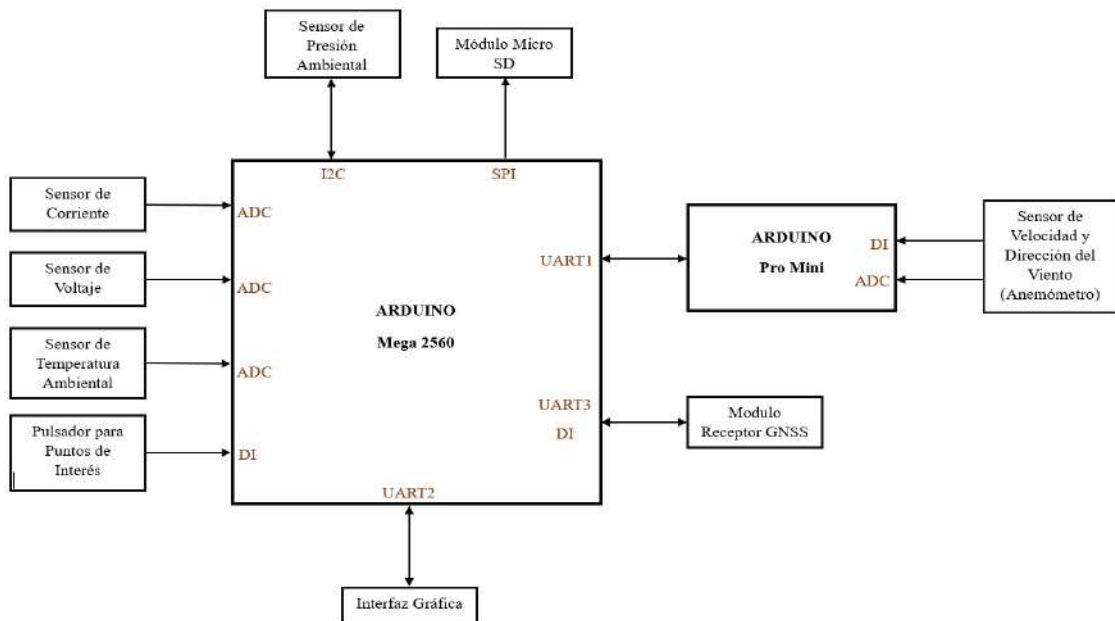 Sensor de
Presión
Ambiental
Módulo Micro
SD
I2C
SPI
Sensor de
Corriente
ADC
Sensor de
Voltaje
ADC
Sensor de
Temperatura
Ambiental
ADC
Pulsador para
Puntos de
Interés
DI
ARDUINO
Mega 2560
UART1
UART3
DI
UART2
ARDUINO
Pro Mini
DI
ADC
Sensor de
Velocidad y
Dirección del
Viento
(Anemómetro)
Modulo
Receptor GNSS
Interfaz Gráfica